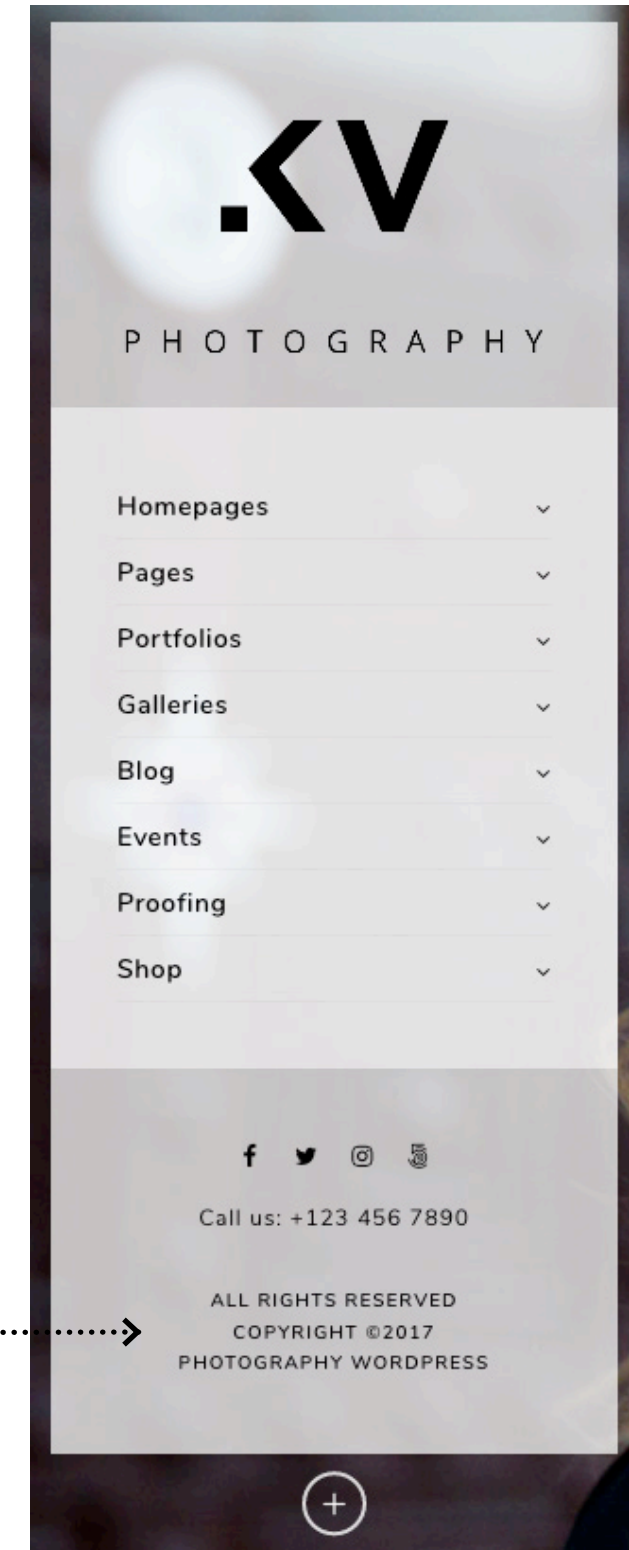 .KV
PHOTOGRAPHY
Homepages
Pages
Portfolios
Galleries
Blog
Events
Proofing
Shop
Call us: +123 456 7890
ALL RIGHTS RESERVED
COPYRIGHT ©2017
PHOTOGRAPHY WORDPRESS